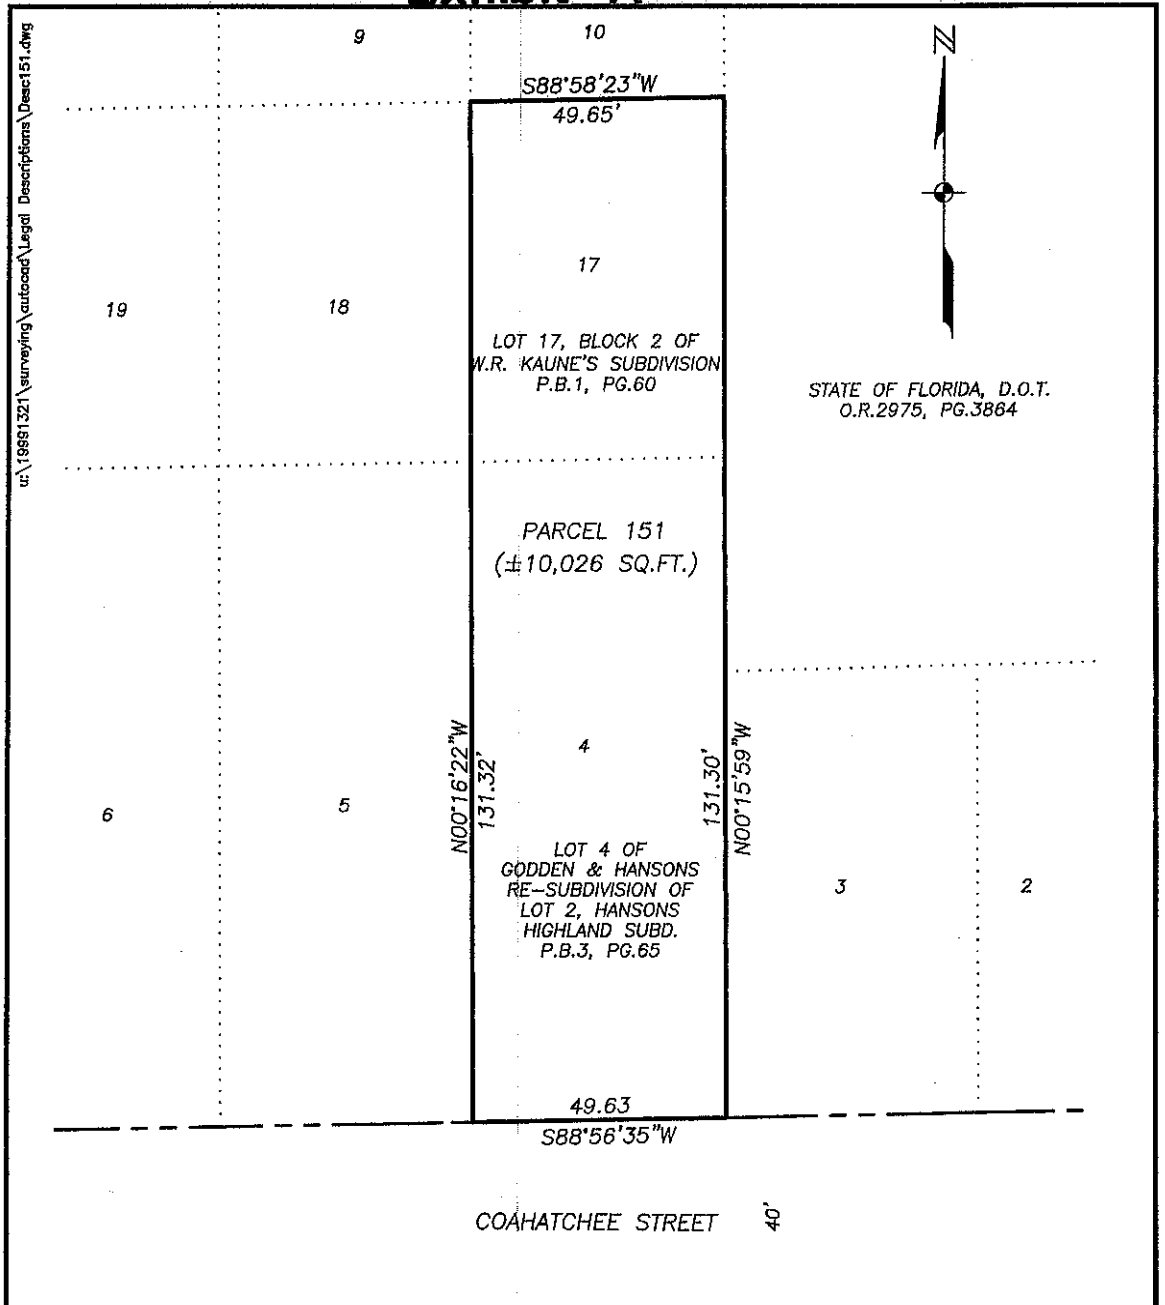 9
10
N
S88°58'23"W
49.65'
u:\19991321\surveying\autocad\Legal Descriptions\Desc151.dwg
17
19
18
LOT 17, BLOCK 2 OF
W.R. KAUNE'S SUBDIVISION
P.B.1, PG.60
STATE OF FLORIDA, D.O.T.
O.R.2975, PG.3864
PARCEL 151
(±10,026 SQ.FT.)
N00°16'22"W
131.32'
4
131.30'
N00°15'59"W
6
5
LOT 4 OF
GODDEN & HANSONS
RE-SUBDIVISION OF
LOT 2, HANSONS
HIGHLAND SUBD.
P.B.3, PG.65
3
2
49.63
S88°56'35"W
COAHATCHEE STREET
40'